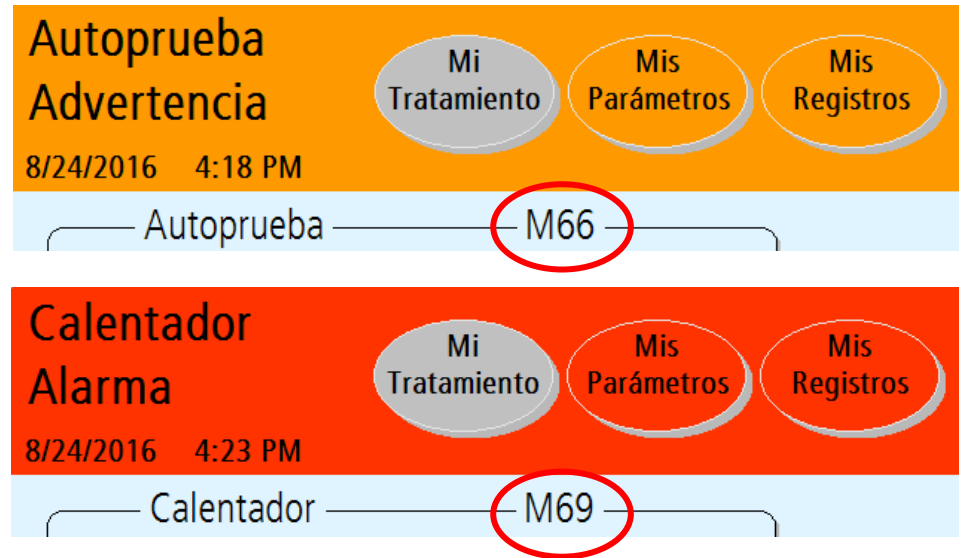 Autoprueba
Advertencia
Mi
Tratamiento
Mis
Parámetros
Mis
Registros
8/24/2016 4:18 PM
Autoprueba M66
Calentador
Alarma
Mi
Tratamiento
Mis
Parámetros
Mis
Registros
8/24/2016 4:23 PM
Calentador M69